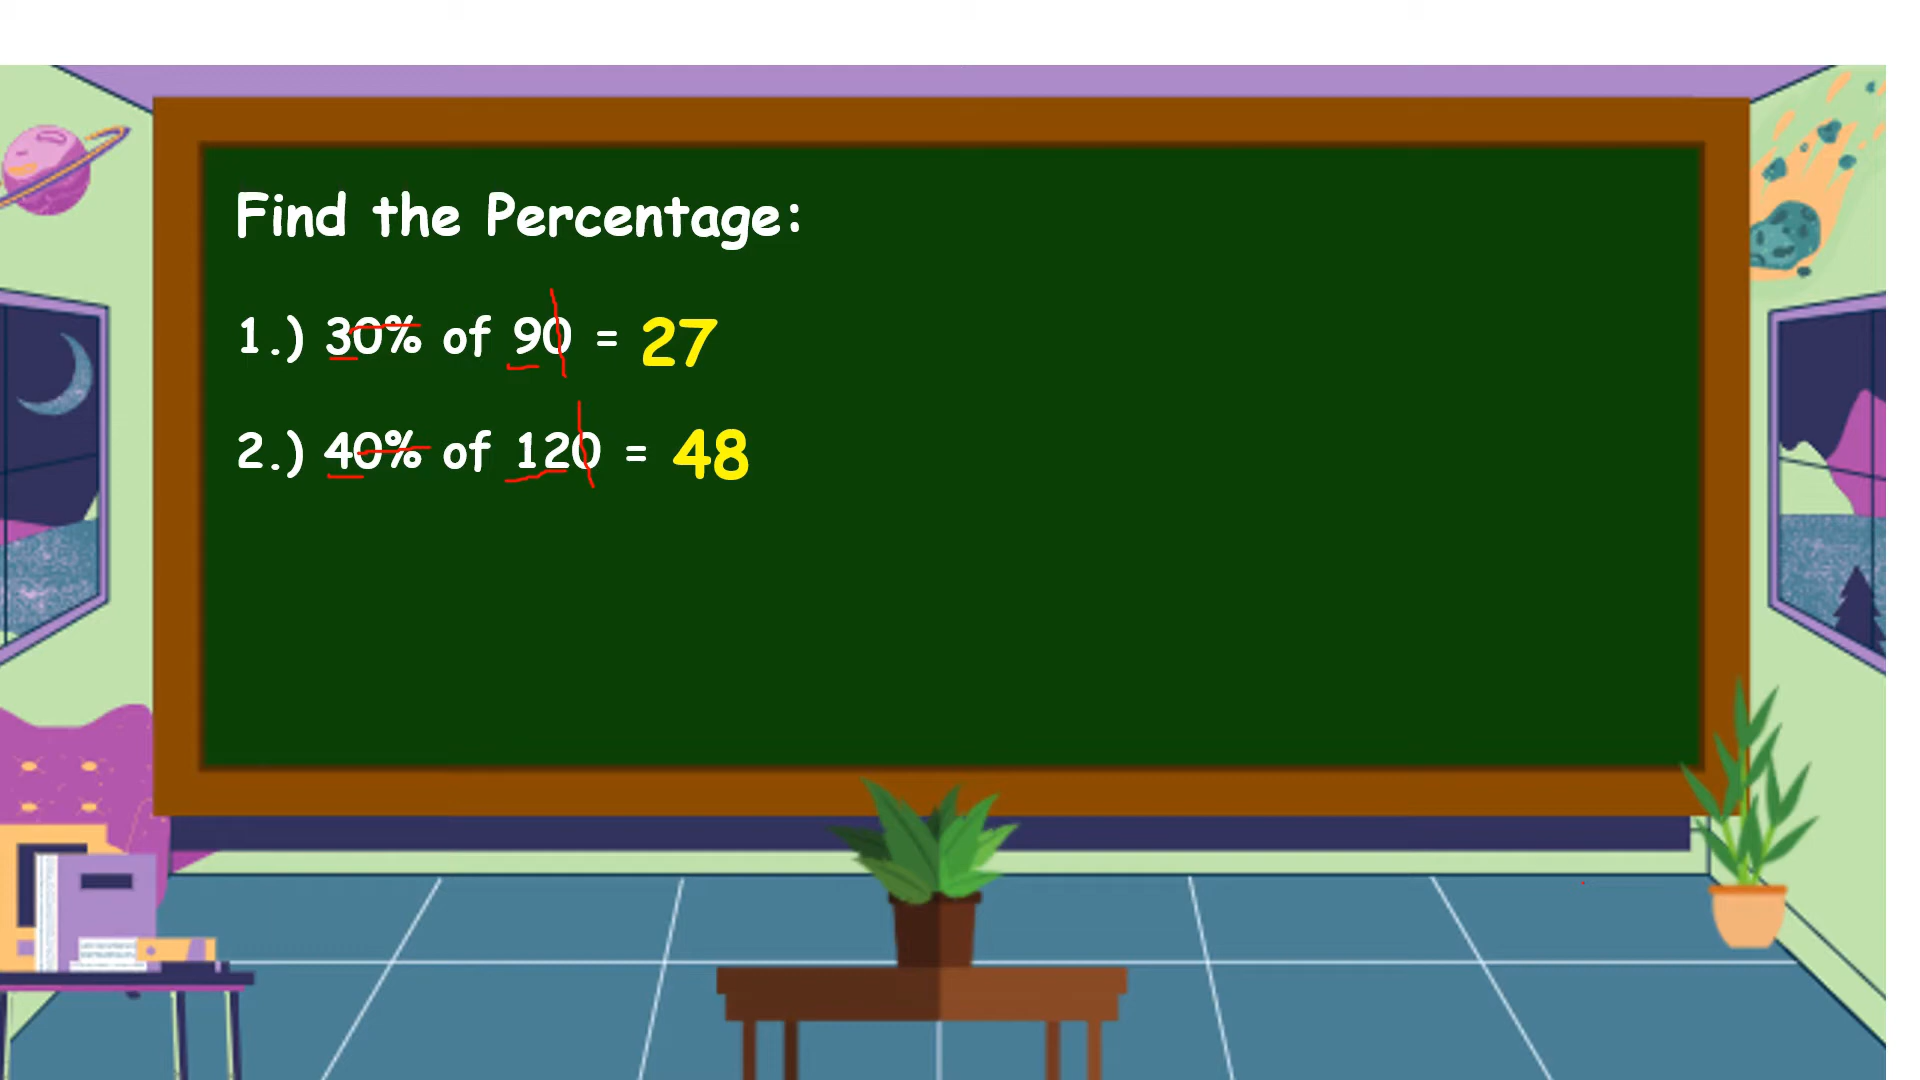 Find the Percentage:
1.) 30% of 90 = 27
2.) 40% of 120 = 48